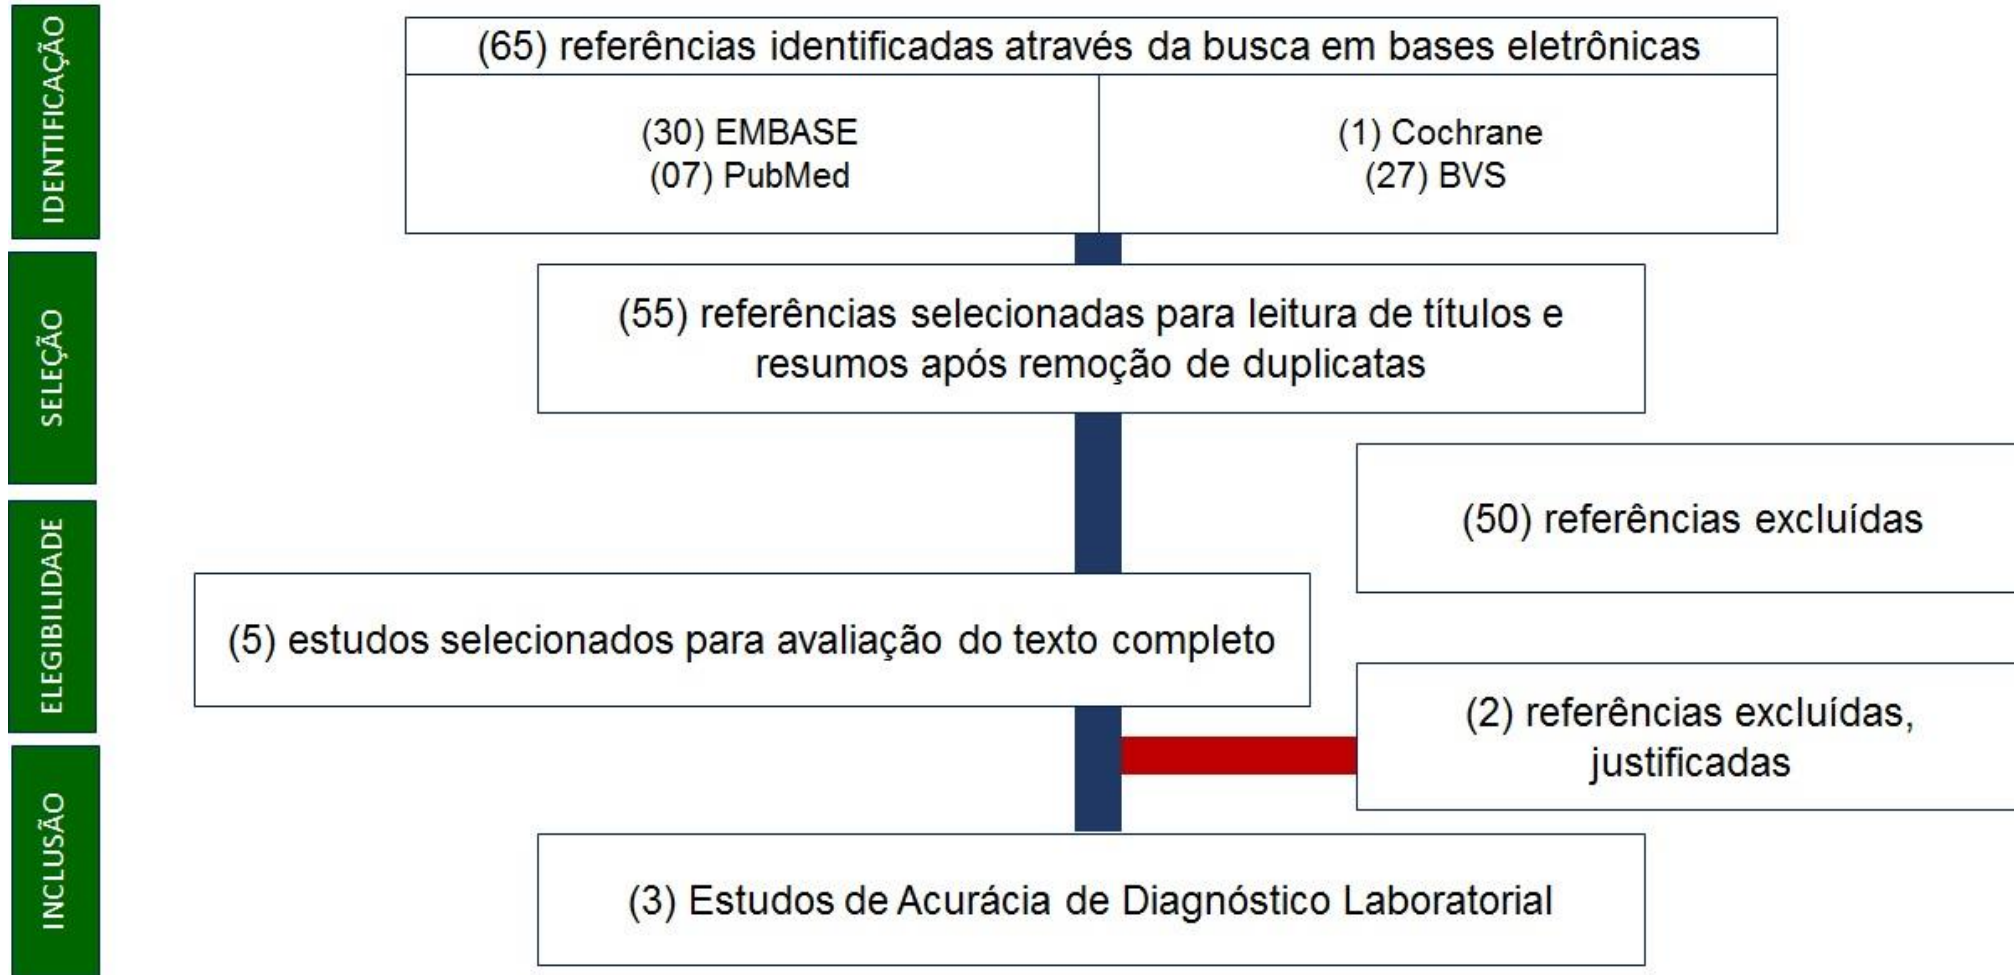 IDENTIFICAÇÃO
(65) referências identificadas através da busca em bases eletrônicas
(30) EMBASE
(07) PubMed
(1) Cochrane
(27) BVS
SELEÇÃO
(55) referências selecionadas para leitura de títulos e
resumos após remoção de duplicatas
(50) referências excluídas
ELEGIBILIDADE
(5) estudos selecionados para avaliação do texto completo
(2) referências excluídas,
justificadas
INCLUSÃO
(3) Estudos de Acurácia de Diagnóstico Laboratorial